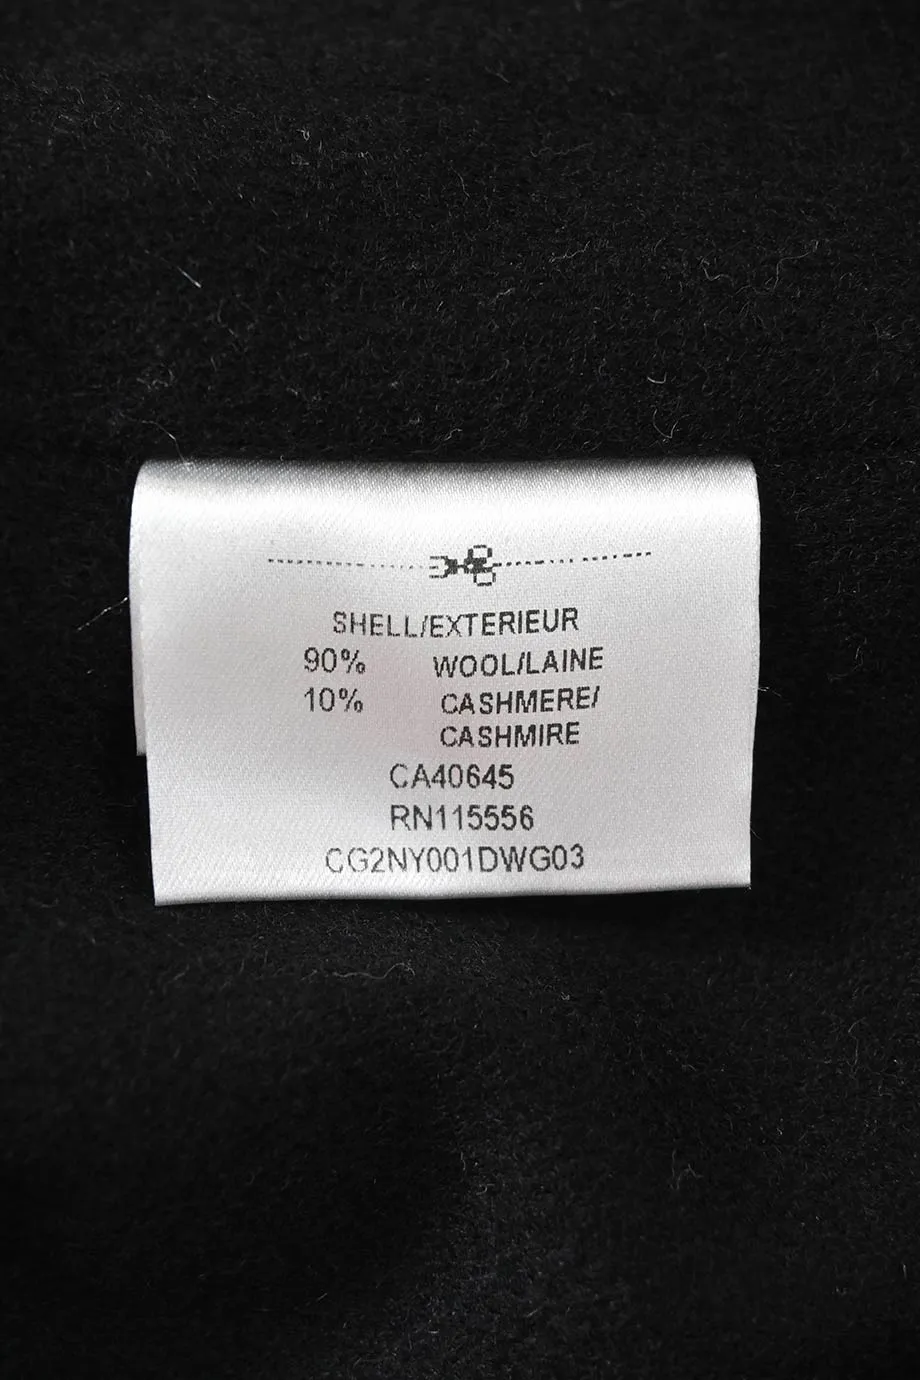 SHELL/EXTERIEUR
90% WOOL/LAINE
10% CASHMERE/
CASHMIRE
CA40645
RN115556
CG2NY001DWG03